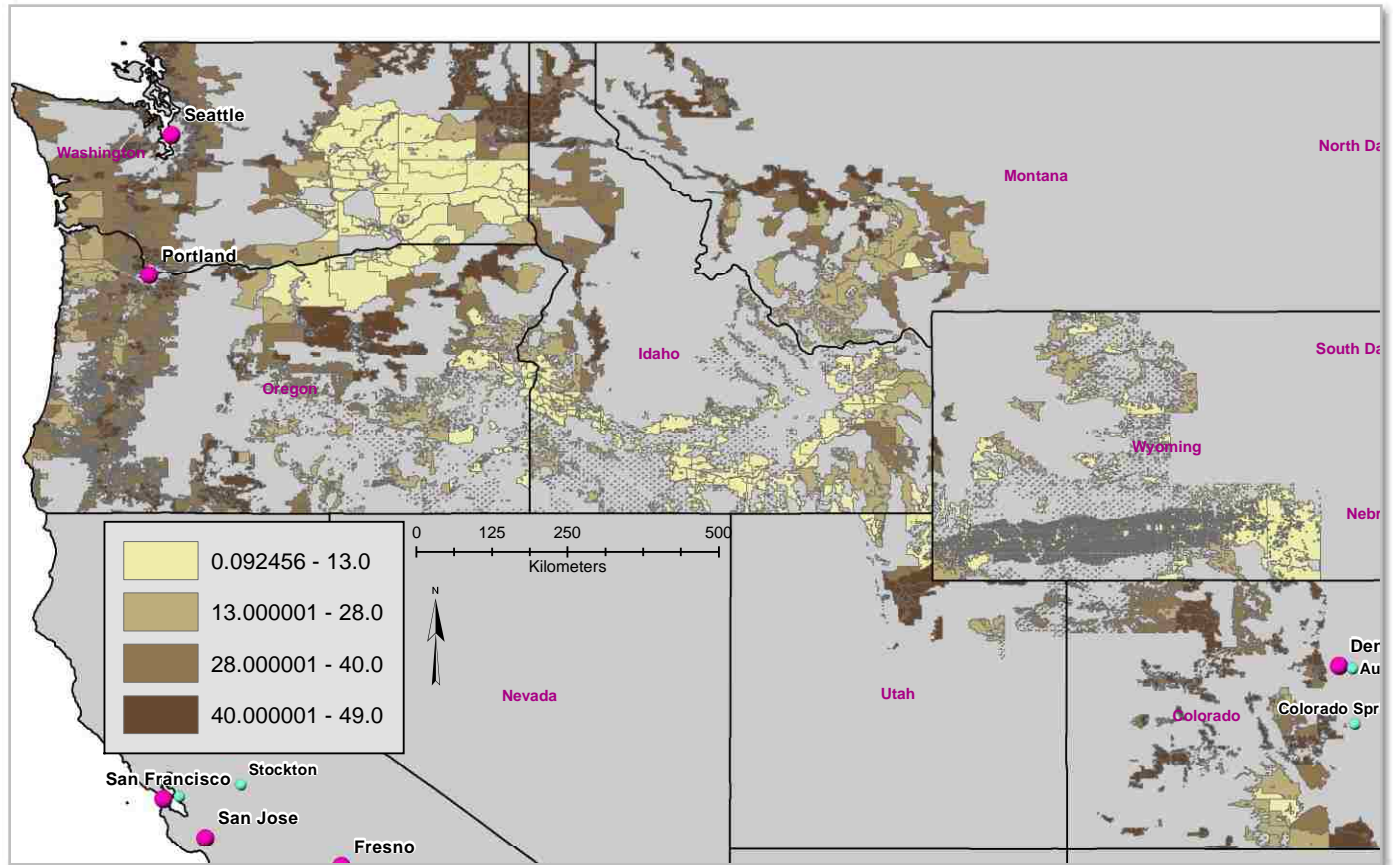 Seattle
Washington
North Da
Montana
Portland
Idaho
South Da
Oregon
Wyoming
Nebr
0 125 250 500
Kilometers
N
0.092456 - 13.0
13.000001 - 28.0
28.000001 - 40.0
40.000001 - 49.0
Der
Au
Nevada
Utah
Colorado
Colorado Spr
San Francisco
Stockton
San Jose
Fresno